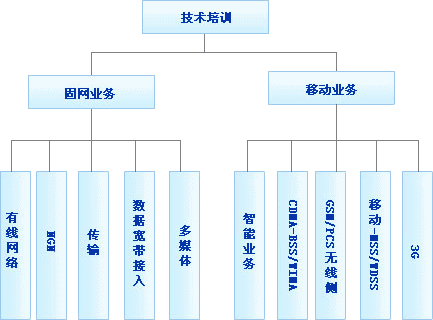 技术培训
固网业务
移动业务
有线网络
NGN
传输
数据宽带接入
多媒体
智能业务
CDMA-BSS/WIMA
GSM/PCS无线侧
移动-MSS/WDSS
3G